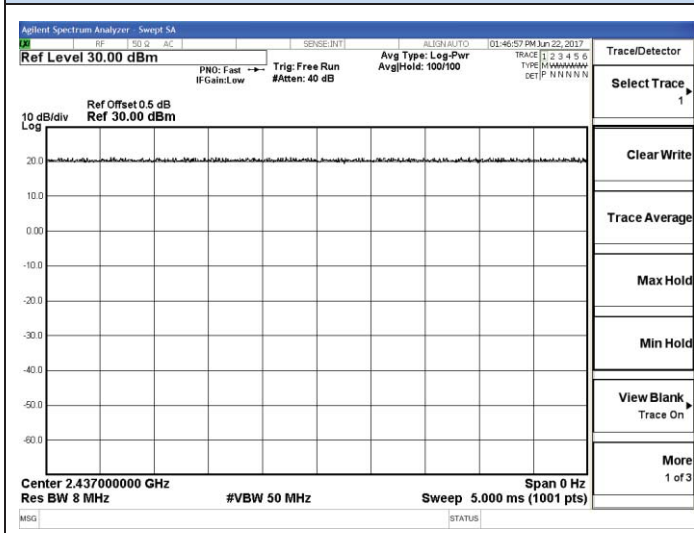 Agilent Spectrum Analyzer - Swept SA
RF 50 Ω AC SENSE:INT ALIGN AUTO 01:46:57 PM Jun 22, 2017
Ref Level 30.00 dBm
PNO: Fast
IFGain:Low
Trig: Free Run
#Atten: 40 dB
Avg Type: Log-Pwr
Avg|Hold: 100/100
TRACE 1 2 3 4 5 6
TYPE M WWWWW
DET P N N N N N
Ref Offset 0.5 dB
10 dB/div Ref 30.00 dBm
Log
20.0
10.0
0.00
-10.0
-20.0
-30.0
-40.0
-50.0
-60.0
Center 2.437000000 GHz Span 0 Hz
Res BW 8 MHz #VBW 50 MHz Sweep 5.000 ms (1001 pts)
MSG STATUS
Trace/Detector
Select Trace
1
Clear Write
Trace Average
Max Hold
Min Hold
View Blank
Trace On
More
1 of 3